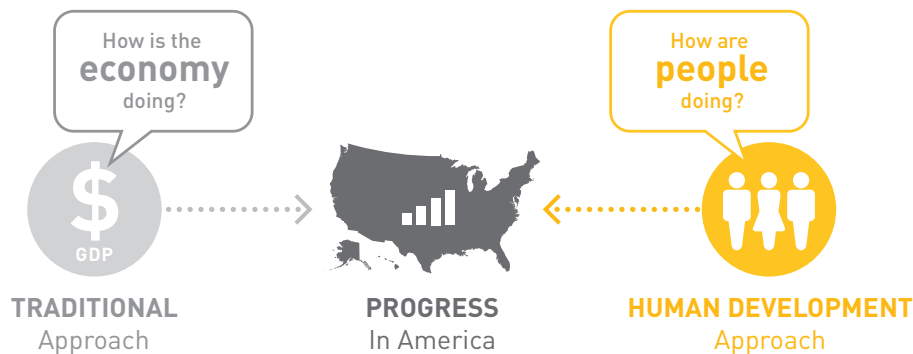 How is the
economy
doing?
How are
people
doing?
$
GDP
TRADITIONAL
Approach
PROGRESS
In America
HUMAN DEVELOPMENT
Approach